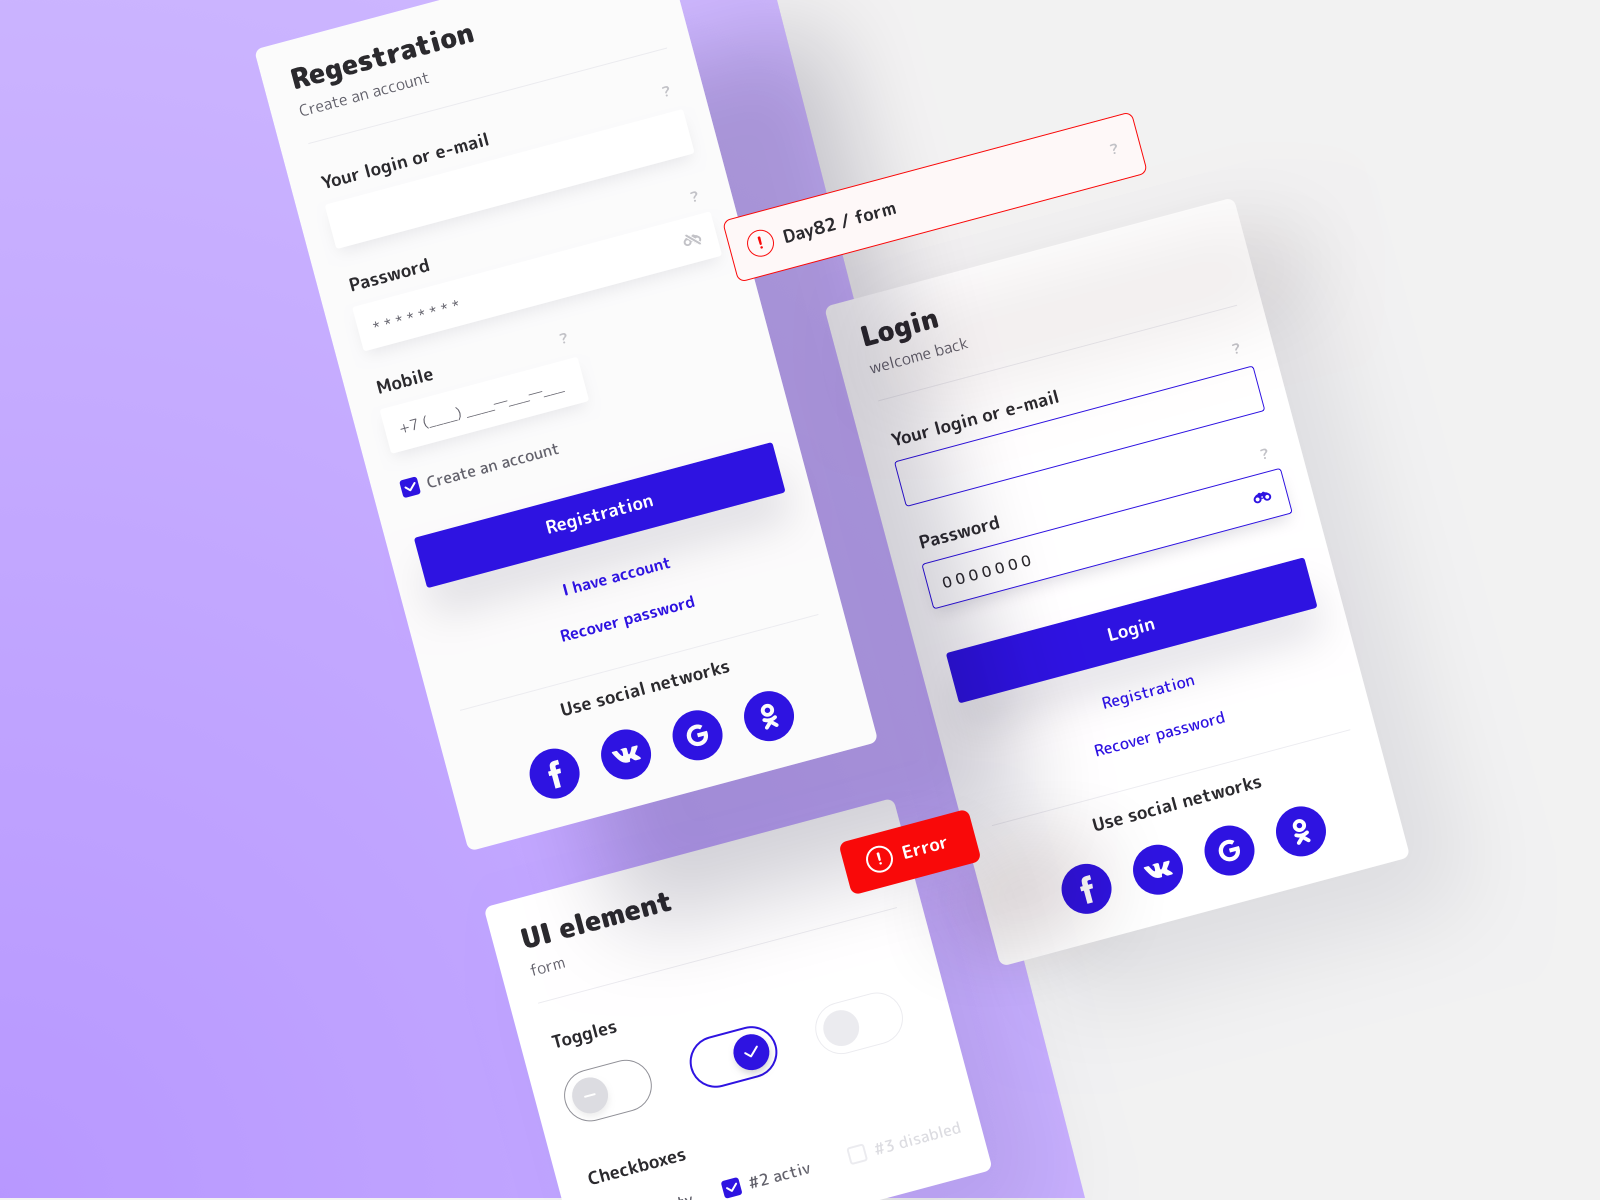 Regestration
Create an account
?
Your login or e-mail
?
Password
********
?
Mobile
+7 (___) ___-__-__
Create an account
Registration
I have account
Recover password
Use social networks
Day82 / form
?
Login
welcome back
?
Your login or e-mail
?
Password
0000000
Login
Registration
Recover password
Use social networks
Error
UI element
form
Toggles
Checkboxes
#2 activ
#3 disabled